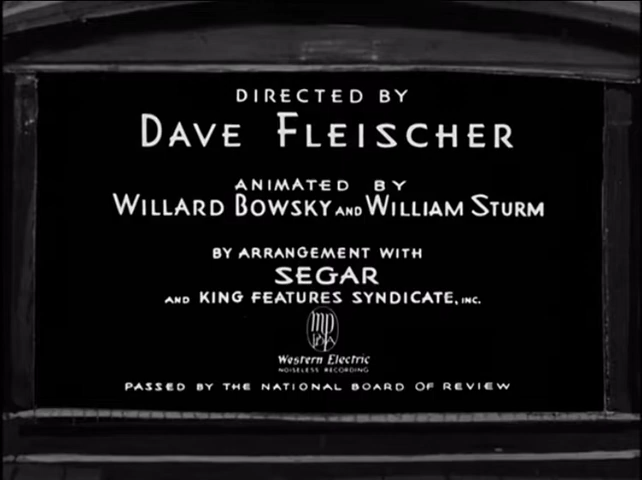 DIRECTED BY
DAVE FLEISCHER
ANIMATED BY
WILLARD BOWSKY AND WILLIAM STURM
BY ARRANGEMENT WITH
SEGAR
AND KING FEATURES SYNDICATE, INC.
Western Electric
NOISELESS RECORDING
PASSED BY THE NATIONAL BOARD OF REVIEW